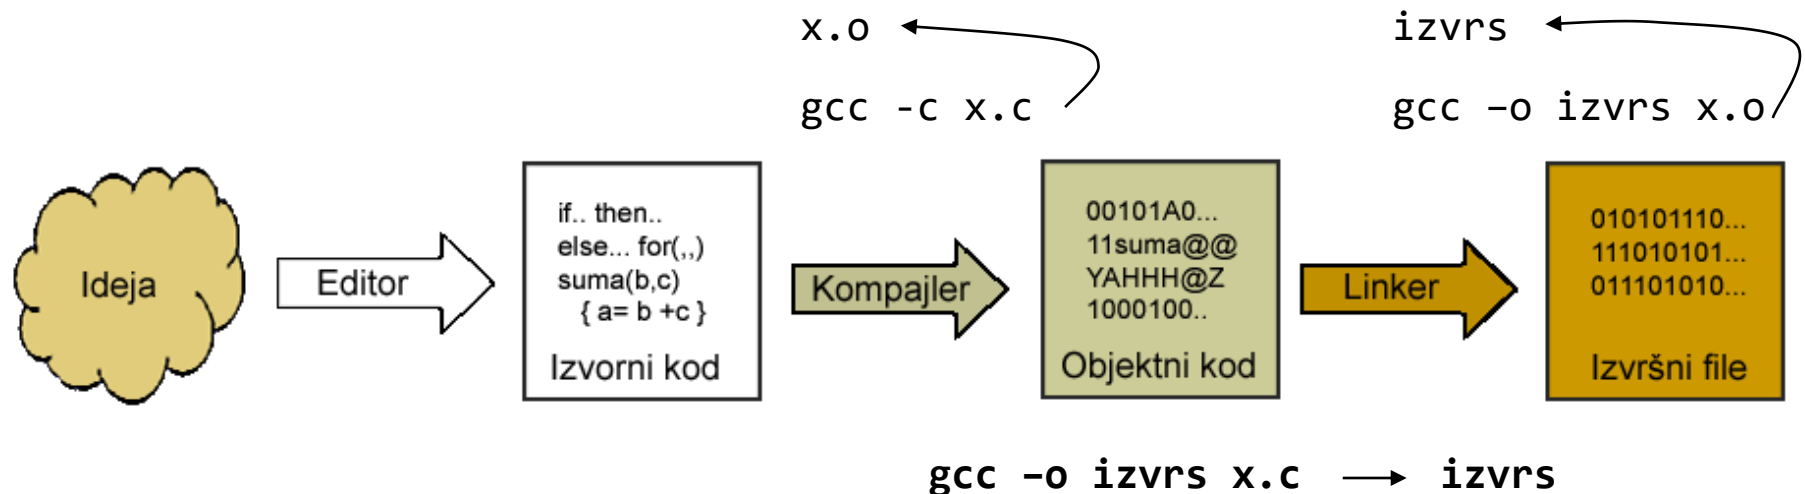 x.o
izvrs
gcc -c x.c
gcc –o izvrs x.o
Ideja
Editor
if.. then..
else... for(,,)
suma(b,c)
{ a= b +c }
Izvorni kod
Kompajler
00101A0...
11suma@@
YAHHH@Z
1000100..
Objektni kod
Linker
010101110...
111010101...
011101010...
Izvršni file
gcc –o izvrs x.c → izvrs